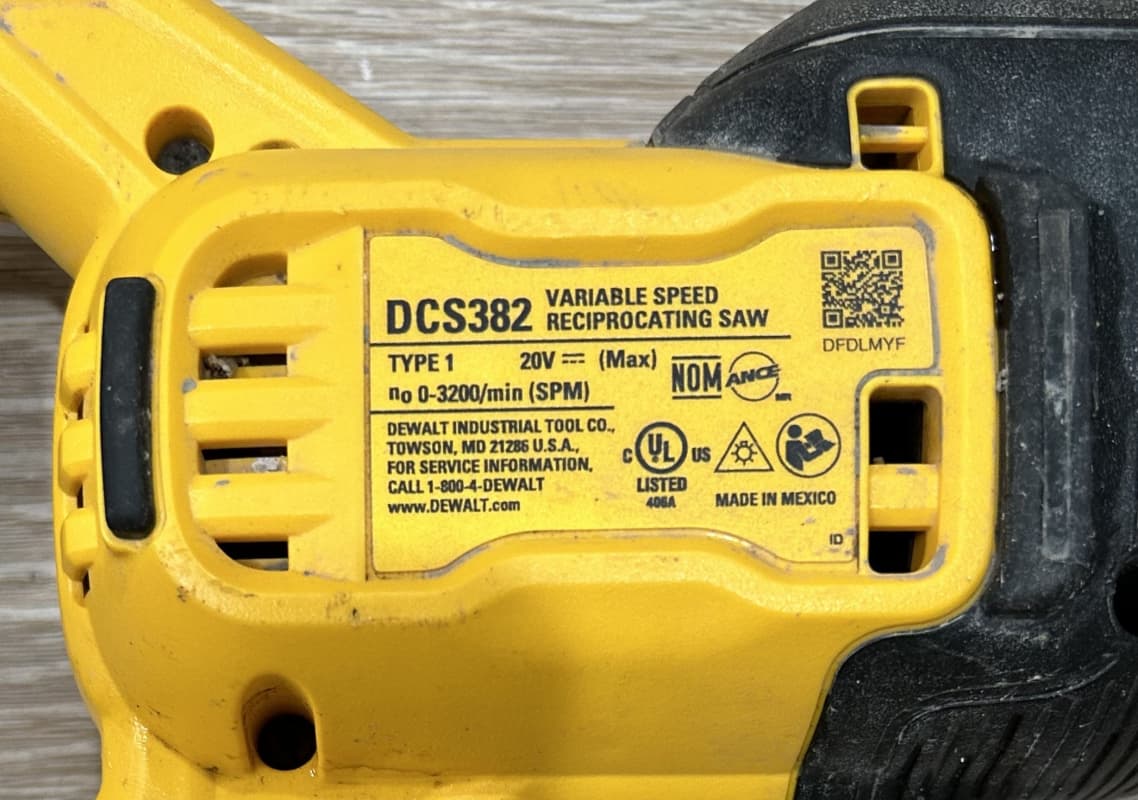 DCS382 VARIABLE SPEED
RECIPROCATING SAW
DFDLMYF
TYPE 1 20V ⎓ (Max)
n₀ 0-3200/min (SPM)
NOM ANCE
MR
DEWALT INDUSTRIAL TOOL CO.,
TOWSON, MD 21286 U.S.A.,
FOR SERVICE INFORMATION,
CALL 1-800-4-DEWALT
www.DEWALT.com
C UL US
LISTED
406A
MADE IN MEXICO
ID